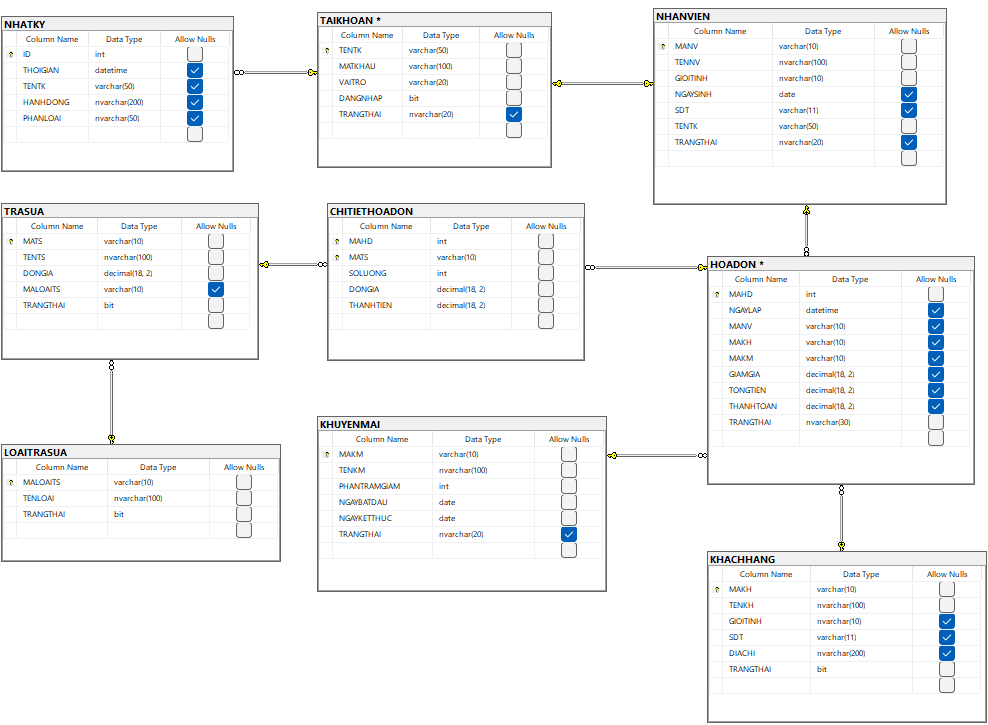 NHATKY
Column Name Data Type Allow Nulls
ID int
THOIGIAN datetime
TENTK varchar(50)
HANHDONG nvarchar(200)
PHANLOAI nvarchar(50)
TAIKHOAN *
Column Name Data Type Allow Nulls
TENTK varchar(50)
MATKHAU varchar(100)
VAITRO varchar(20)
DANGNHAP bit
TRANGTHAI nvarchar(20)
NHANVIEN
Column Name Data Type Allow Nulls
MANV varchar(10)
TENNV nvarchar(100)
GIOITINH nvarchar(10)
NGAYSINH date
SDT varchar(11)
TENTK varchar(50)
TRANGTHAI nvarchar(20)
TRASUA
Column Name Data Type Allow Nulls
MATS varchar(10)
TENTS nvarchar(100)
DONGIA decimal(18, 2)
MALOAITS varchar(10)
TRANGTHAI bit
CHITIETHOADON
Column Name Data Type Allow Nulls
MAHD int
MATS varchar(10)
SOLUONG int
DONGIA decimal(18, 2)
THANHTIEN decimal(18, 2)
HOADON *
Column Name Data Type Allow Nulls
MAHD int
NGAYLAP datetime
MANV varchar(10)
MAKH varchar(10)
MAKM varchar(10)
GIAMGIA decimal(18, 2)
TONGTIEN decimal(18, 2)
THANHTOAN decimal(18, 2)
TRANGTHAI nvarchar(30)
LOAITRASUA
Column Name Data Type Allow Nulls
MALOAITS varchar(10)
TENLOAI nvarchar(100)
TRANGTHAI bit
KHUYENMAI
Column Name Data Type Allow Nulls
MAKM varchar(10)
TENKM nvarchar(100)
PHANTRAMGIAM int
NGAYBATDAU date
NGAYKETTHUC date
TRANGTHAI nvarchar(20)
KHACHHANG
Column Name Data Type Allow Nulls
MAKH varchar(10)
TENKH nvarchar(100)
GIOITINH nvarchar(10)
SDT varchar(11)
DIACHI nvarchar(200)
TRANGTHAI bit